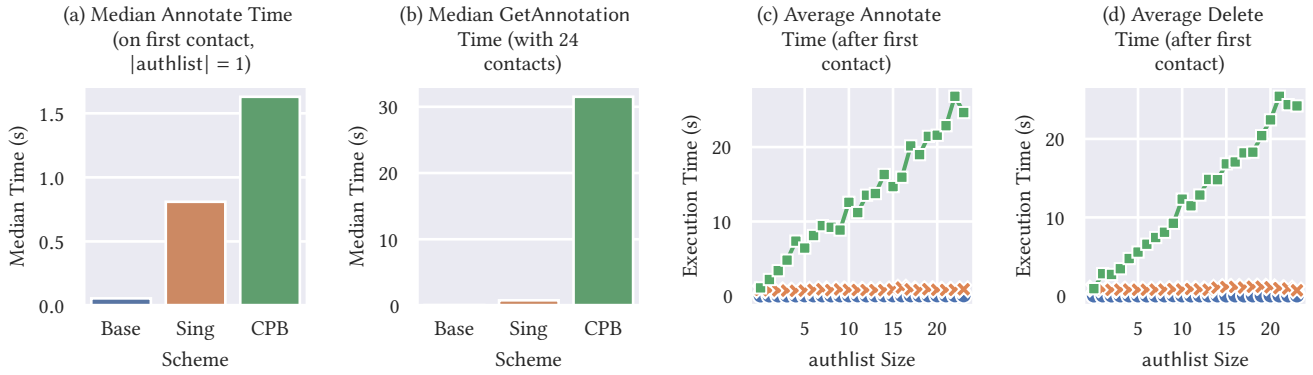 (a) Median Annotate Time
(on first contact,
|authlist| = 1)
Median Time (s)
1.5
1.0
0.5
0.0
Base Sing CPB
Scheme
(b) Median GetAnnotation
Time (with 24
contacts)
Median Time (s)
30
20
10
0
Base Sing CPB
Scheme
(c) Average Annotate
Time (after first
contact)
Execution Time (s)
20
10
0
5 10 15 20
authlist Size
(d) Average Delete
Time (after first
contact)
Execution Time (s)
20
10
0
5 10 15 20
authlist Size